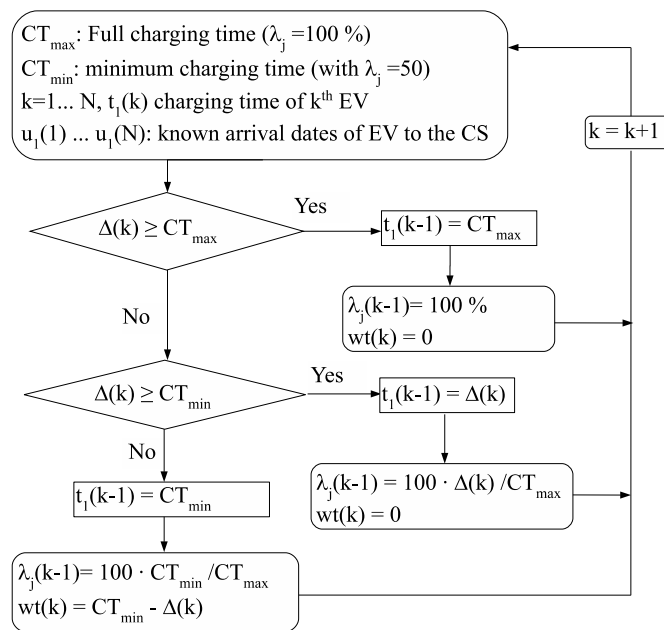 CT_max: Full charging time (λ_j =100 %)
CT_min: minimum charging time (with λ_j =50)
k=1... N, t_1(k) charging time of k^th EV
u_1(1) ... u_1(N): known arrival dates of EV to the CS
k = k+1
Δ(k) ≥ CT_max
Yes
t_1(k-1) = CT_max
λ_j(k-1)= 100 %
wt(k) = 0
No
Δ(k) ≥ CT_min
Yes
t_1(k-1) = Δ(k)
λ_j(k-1) = 100 · Δ(k) /CT_max
wt(k) = 0
No
t_1(k-1) = CT_min
λ_j(k-1)= 100 · CT_min /CT_max
wt(k) = CT_min - Δ(k)